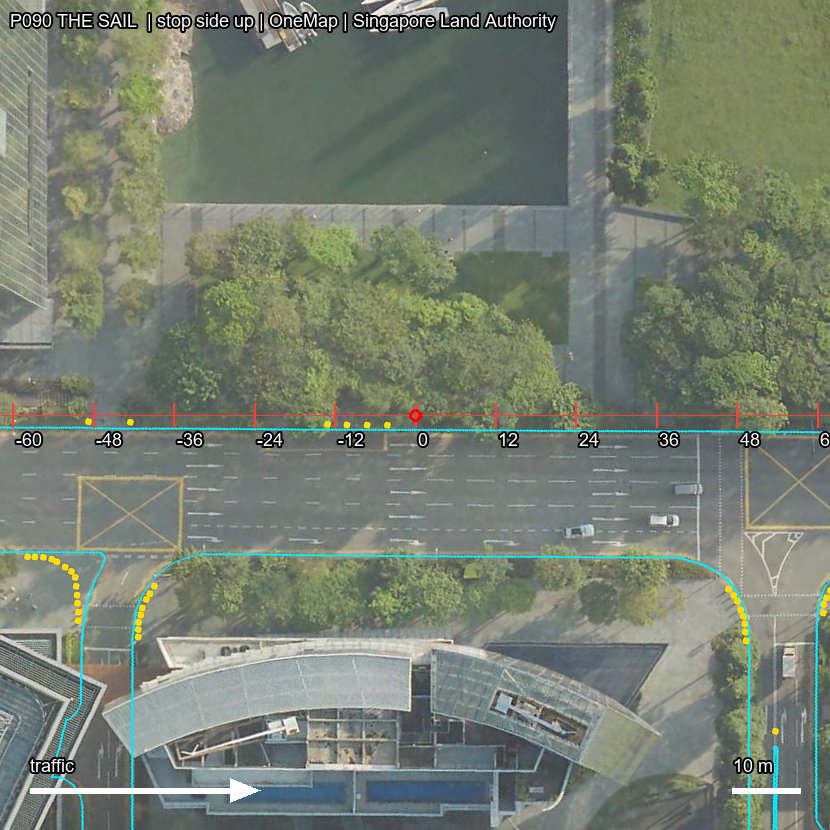 P090 THE SAIL | stop side up | OneMap | Singapore Land Authority
-60 -48 -36 -24 -12 0 12 24 36 48 6
traffic
10 m